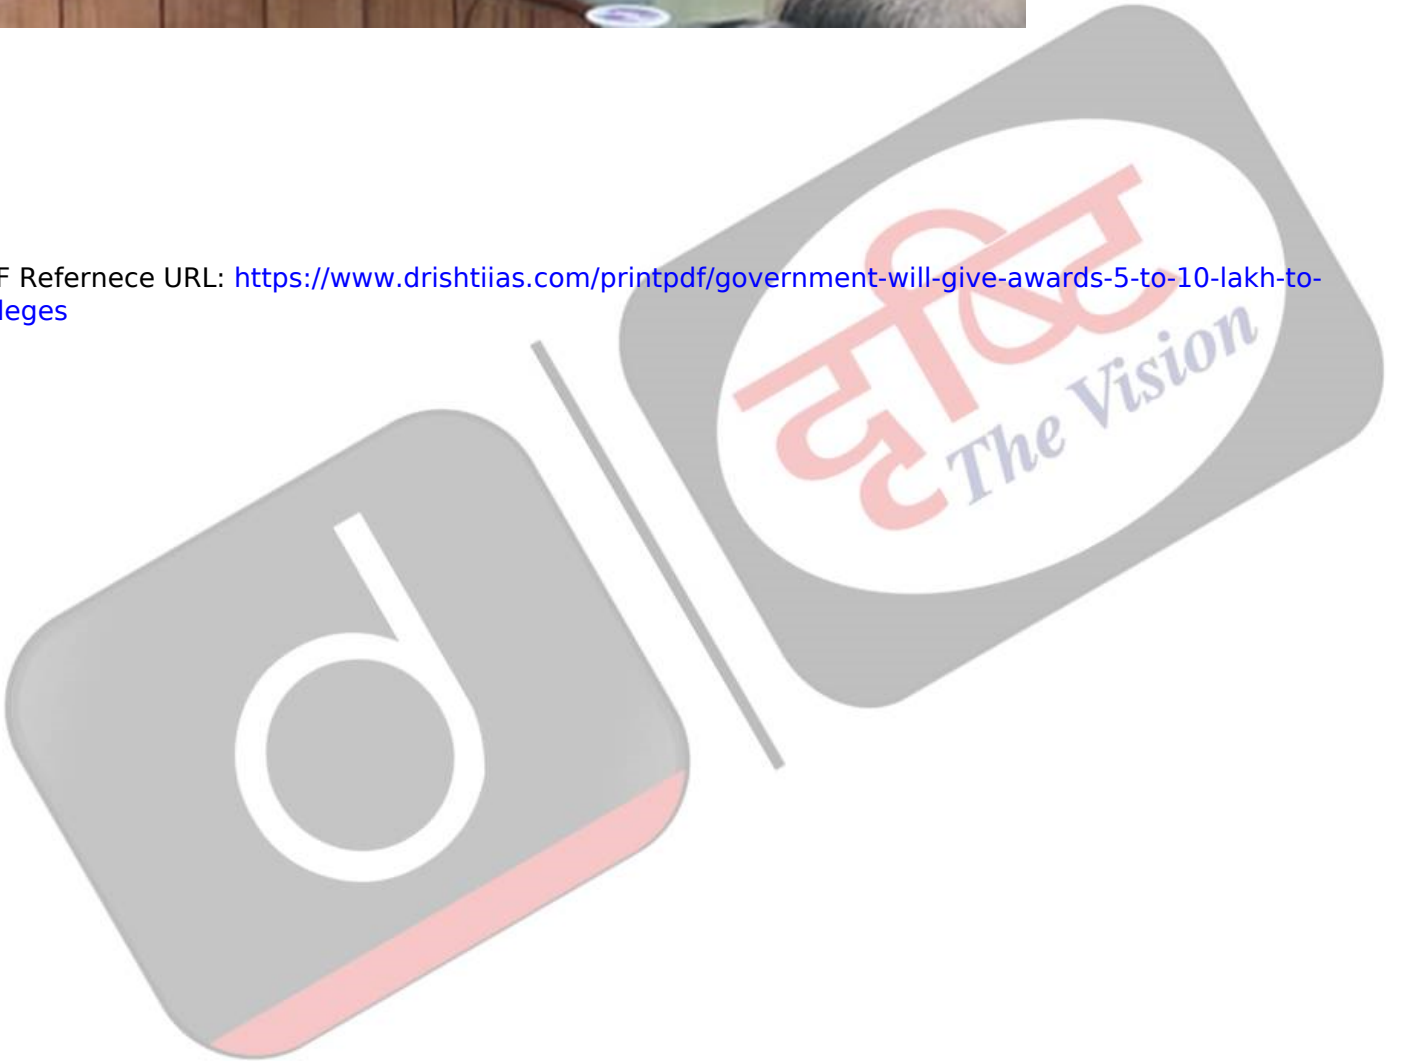 F Refernece URL: https://www.drishtiias.com/printpdf/government-will-give-awards-5-to-10-lakh-to-
leges
दृष्टि
The Vision
d